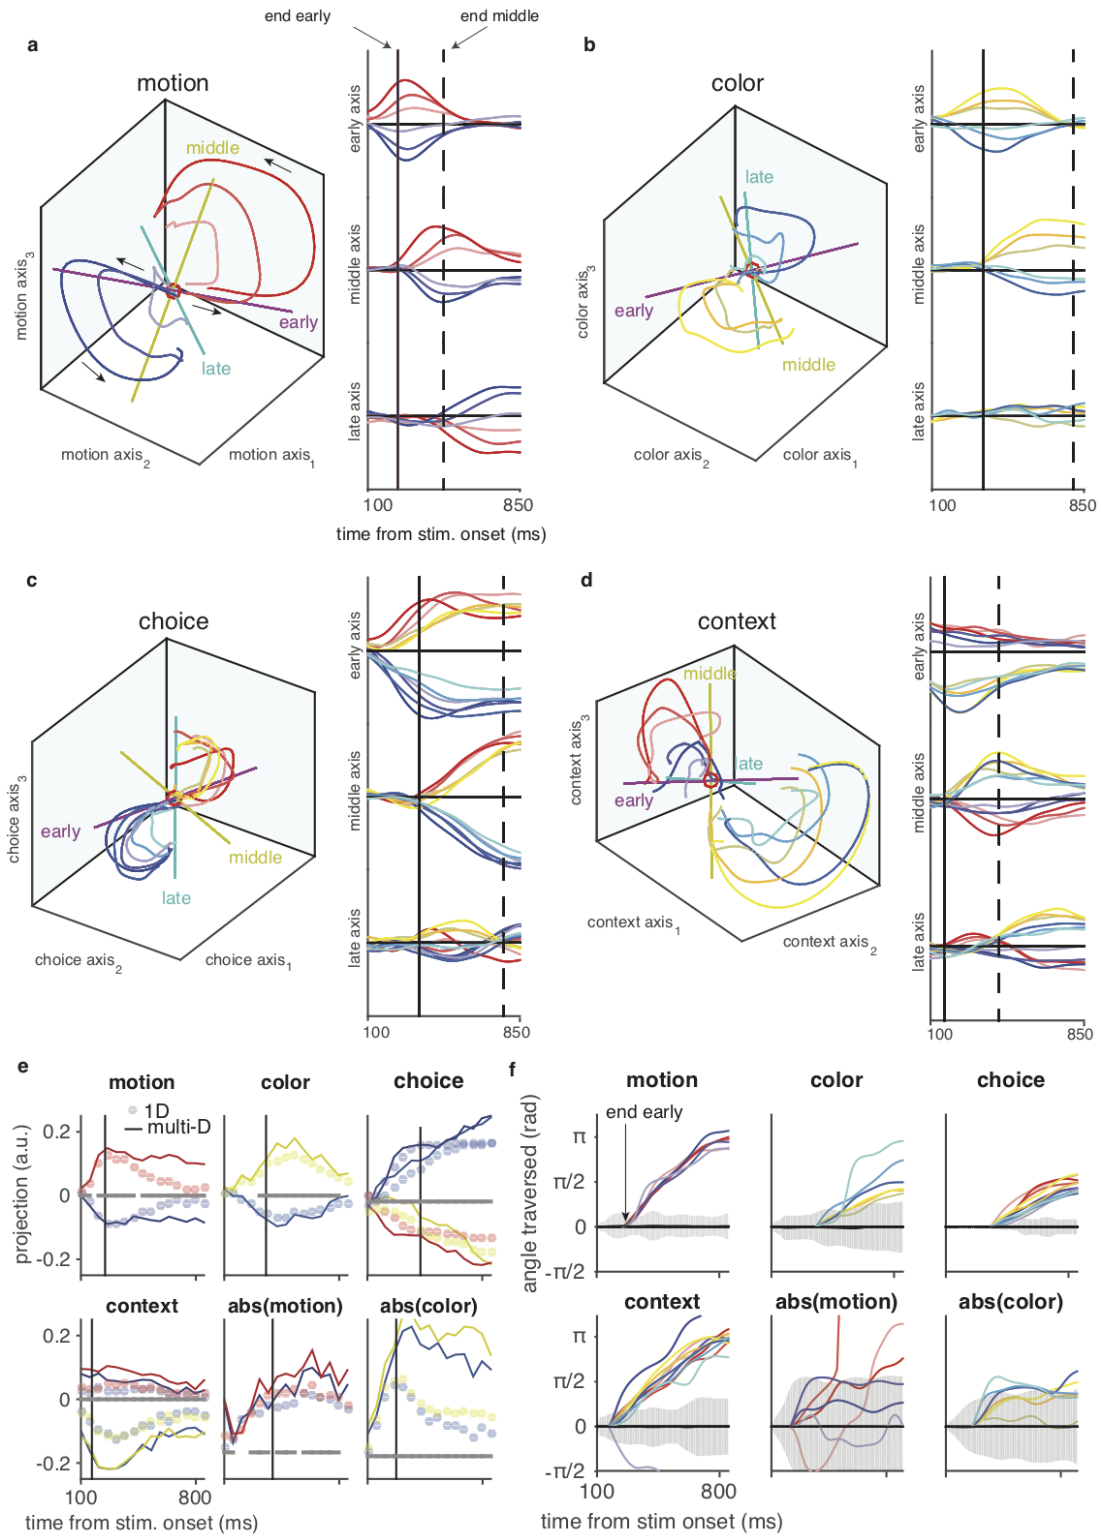 end early
end middle
a
motion
middle
early
late
motion axis3
motion axis2
motion axis1
early axis
middle axis
late axis
100
850
time from stim. onset (ms)
b
color
late
early
middle
color axis3
color axis2
color axis1
early axis
middle axis
late axis
100
850
c
choice
early
middle
late
choice axis3
choice axis2
choice axis1
early axis
middle axis
late axis
100
850
d
context
middle
late
early
context axis3
context axis1
context axis2
early axis
middle axis
late axis
100
850
e
motion
color
choice
1D
multi-D
projection (a.u.)
0.2
0
-0.2
context
abs(motion)
abs(color)
0.2
0
-0.2
100
800
time from stim. onset (ms)
f
motion
color
choice
end early
angle traversed (rad)
π
π/2
0
-π/2
context
abs(motion)
abs(color)
π
π/2
0
-π/2
100
800
time from stim. onset (ms)